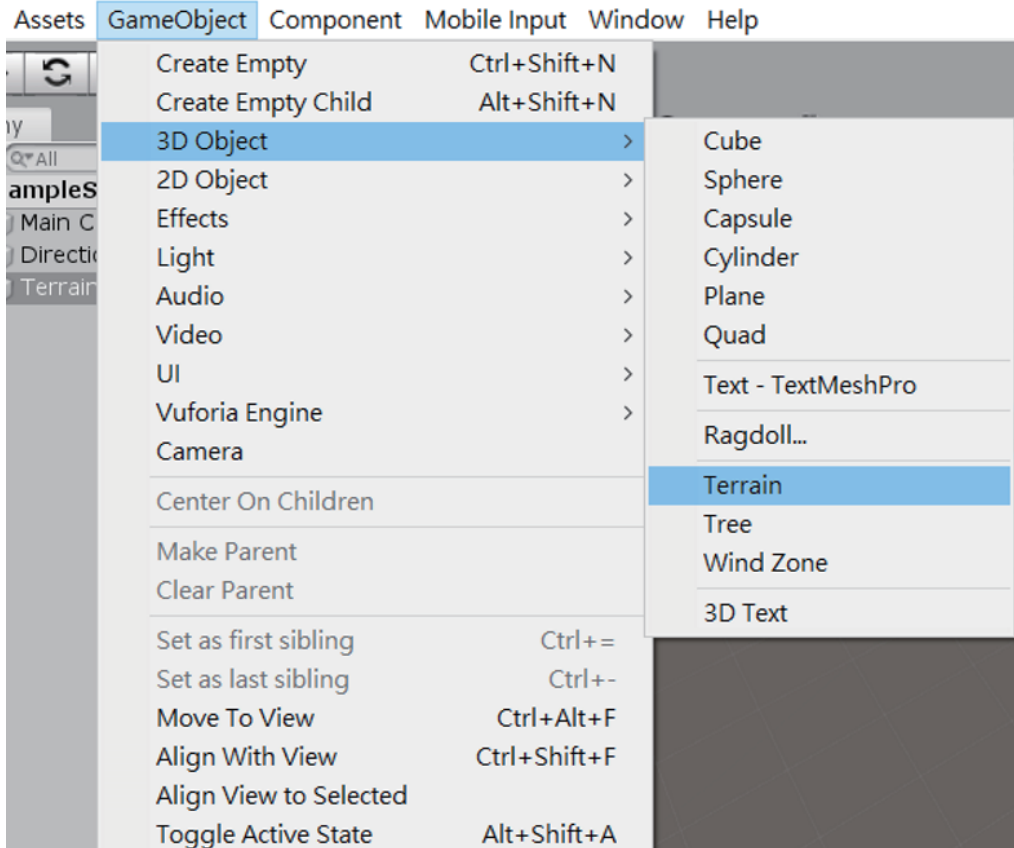 Assets GameObject Component Mobile Input Window Help
Create Empty Ctrl+Shift+N
Create Empty Child Alt+Shift+N
3D Object >
2D Object >
Effects >
Light >
Audio >
Video >
UI >
Vuforia Engine >
Camera
Center On Children
Make Parent
Clear Parent
Set as first sibling Ctrl+=
Set as last sibling Ctrl+-
Move To View Ctrl+Alt+F
Align With View Ctrl+Shift+F
Align View to Selected
Toggle Active State Alt+Shift+A
Cube
Sphere
Capsule
Cylinder
Plane
Quad
Text - TextMeshPro
Ragdoll...
Terrain
Tree
Wind Zone
3D Text
All
ampleS
Main C
Directi
Terrain